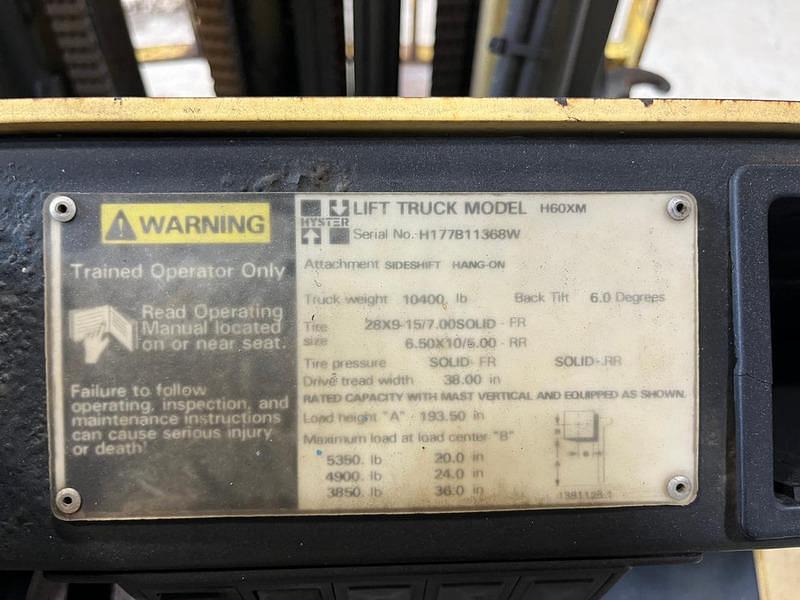 WARNING
Trained Operator Only
Read Operating
Manual located
on or near seat.
Failure to follow
operating, inspection, and
maintenance instructions
can cause serious injury
or death!
HYSTER
LIFT TRUCK MODEL H60XM
Serial No. H177B11368W
Attachment SIDESHIFT HANG-ON
Truck weight 10400. lb Back Tilt 6.0 Degrees
Tire 28X9-15/7.00SOLID - FR
size 6.50X10/5.00 - RR
Tire pressure SOLID- FR SOLID-.RR
Drive tread width 38.00 in
RATED CAPACITY WITH MAST VERTICAL AND EQUIPPED AS SHOWN.
Load height "A" 193.50 in
Maximum load at load center "B"
5350. lb 20.0 in
4900. lb 24.0 in
3850. lb 36.0 in